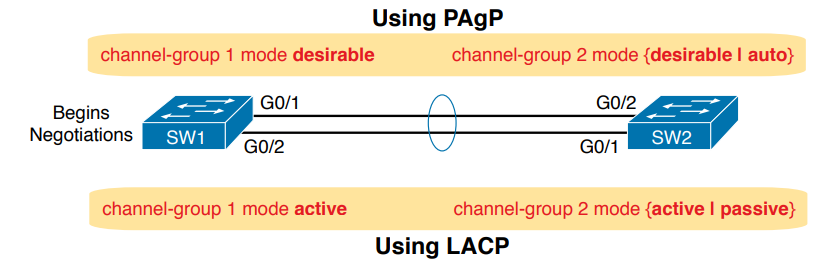 Using PAgP
channel-group 1 mode desirable
channel-group 2 mode {desirable | auto}
Begins
Negotiations
SW1
G0/1
G0/2
G0/2
G0/1
SW2
channel-group 1 mode active
channel-group 2 mode {active | passive}
Using LACP